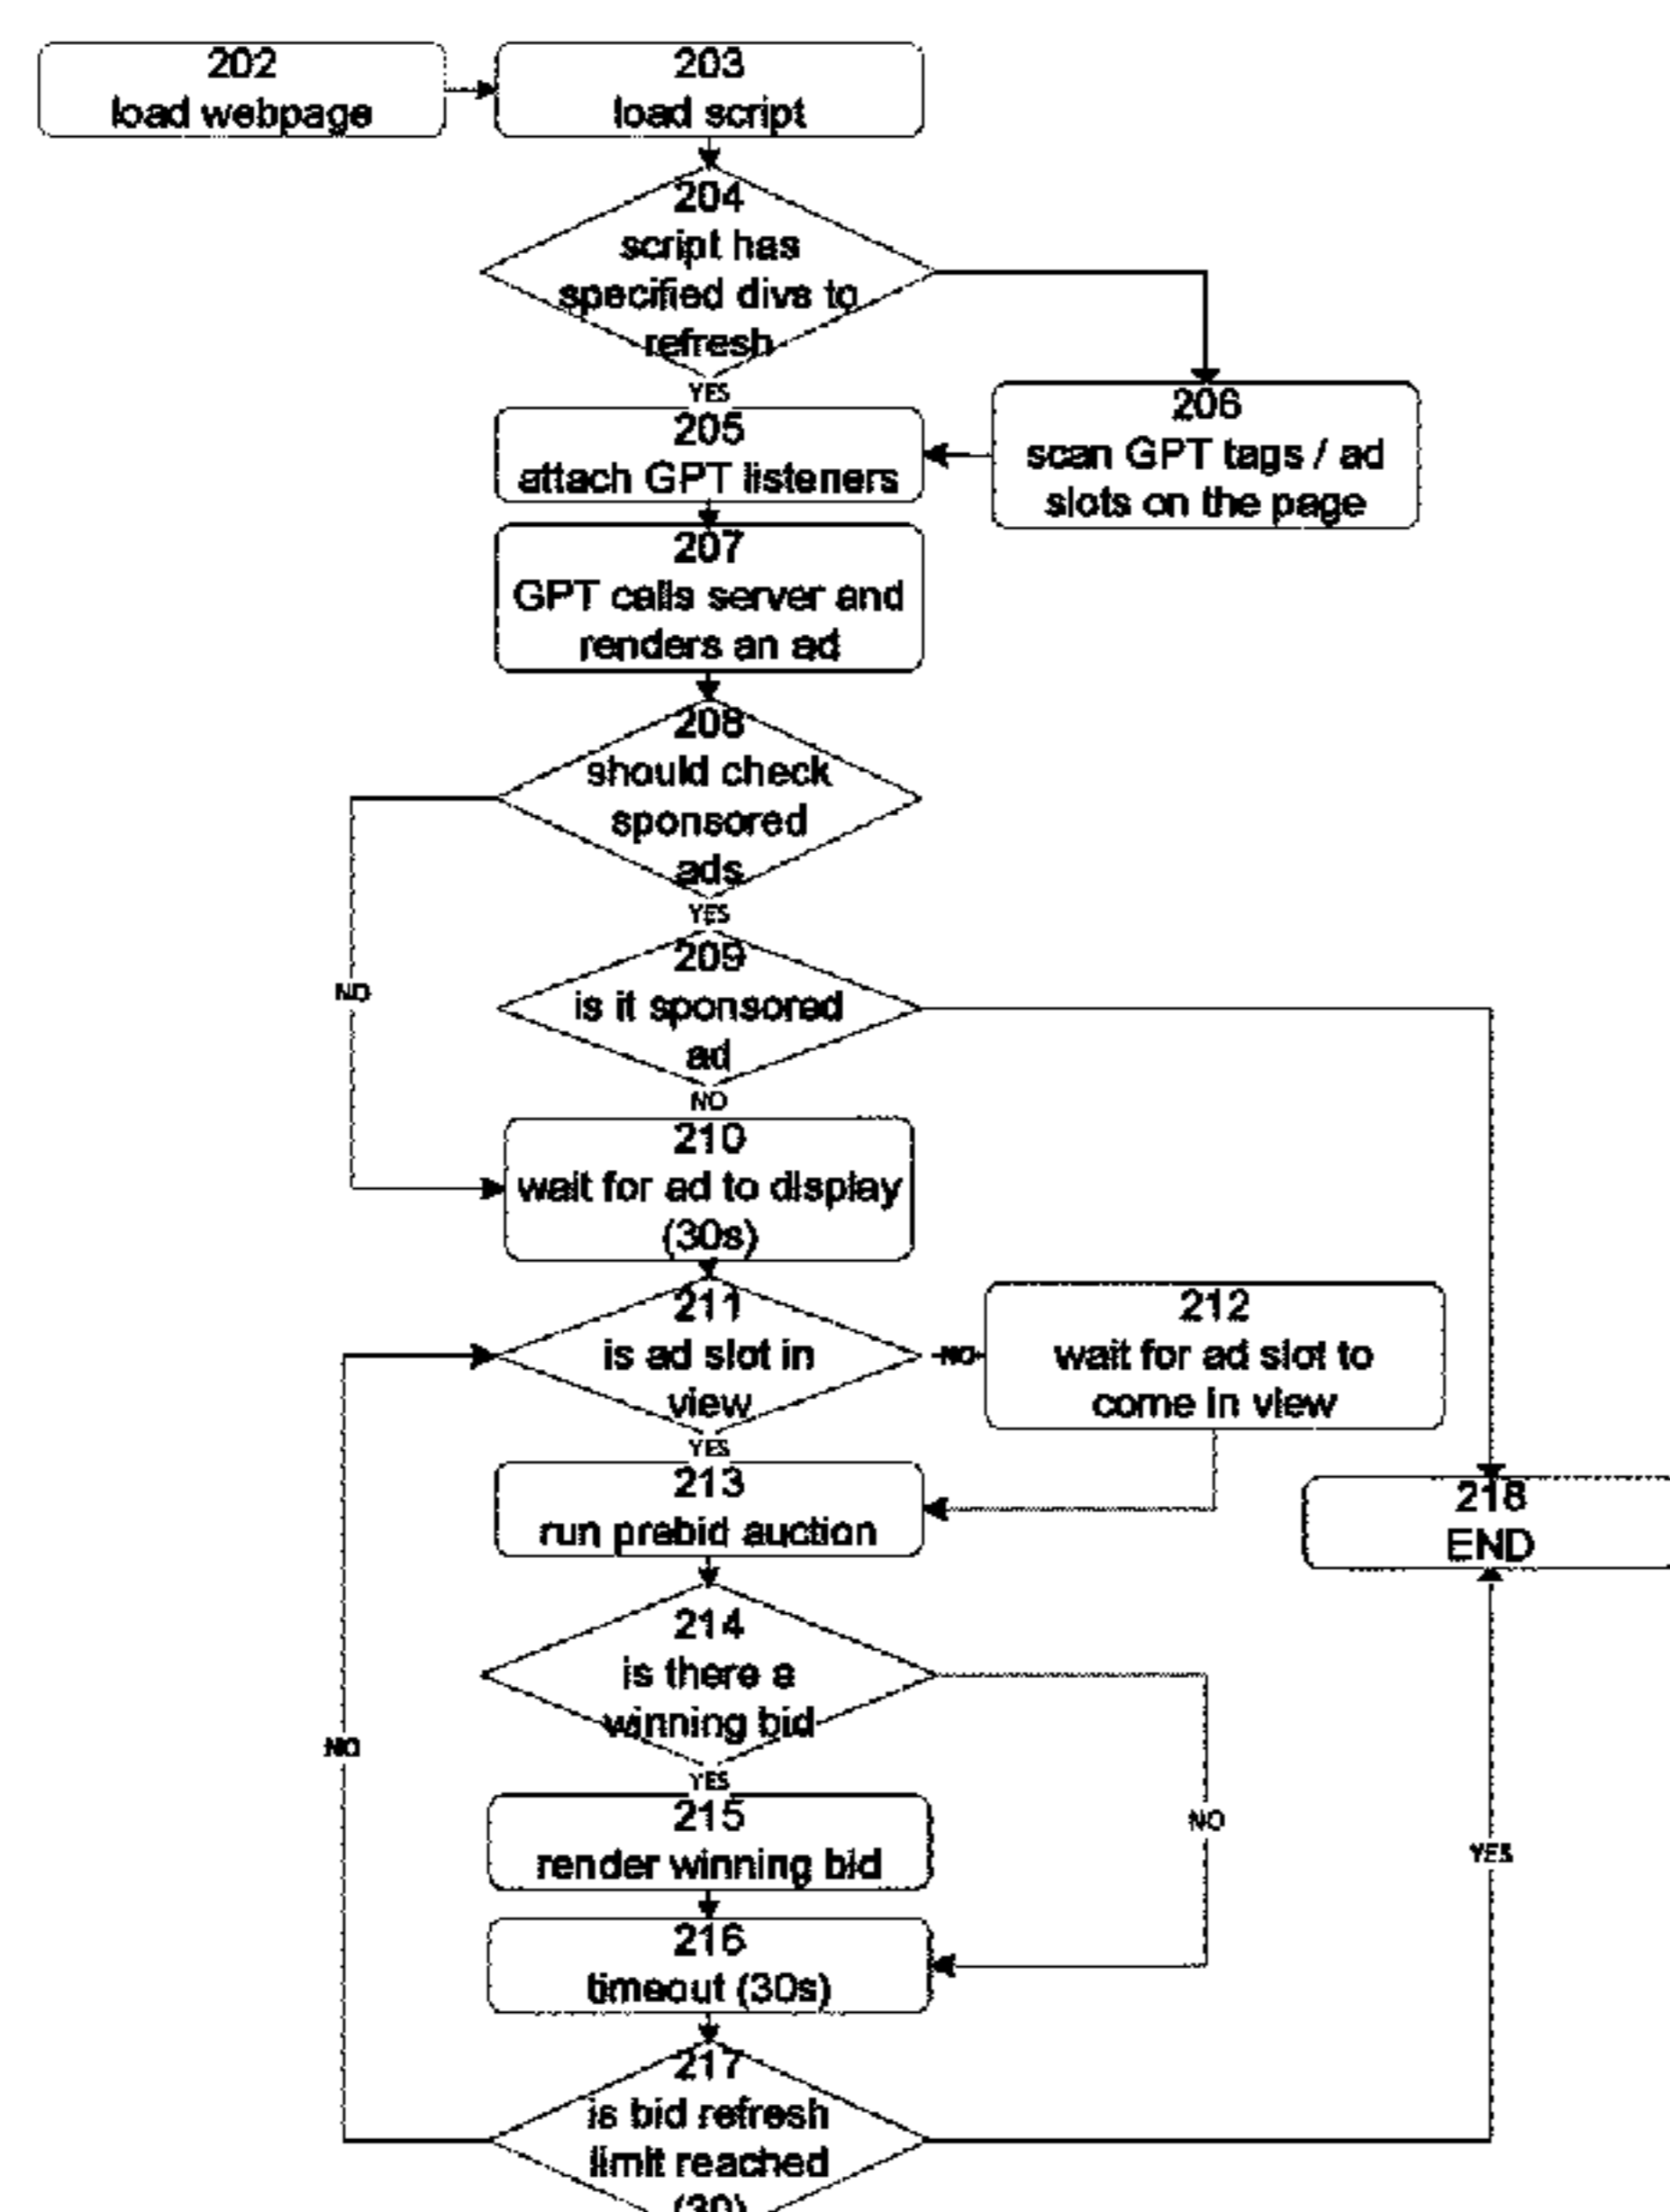 202
load webpage
203
load script
204
script has
specified divs to
refresh
YES
205
attach GPT listeners
206
scan GPT tags / ad
slots on the page
207
GPT calls server and
renders an ad
208
should check
sponsored
ads
YES
209
is it sponsored
ad
NO
NO
210
wait for ad to display
(30s)
211
is ad slot in
view
NO
212
wait for ad slot to
come in view
YES
213
run prebid auction
218
END
214
is there a
winning bid
NO
YES
215
render winning bid
NO
YES
216
timeout (30s)
217
is bid refresh
limit reached
(30)